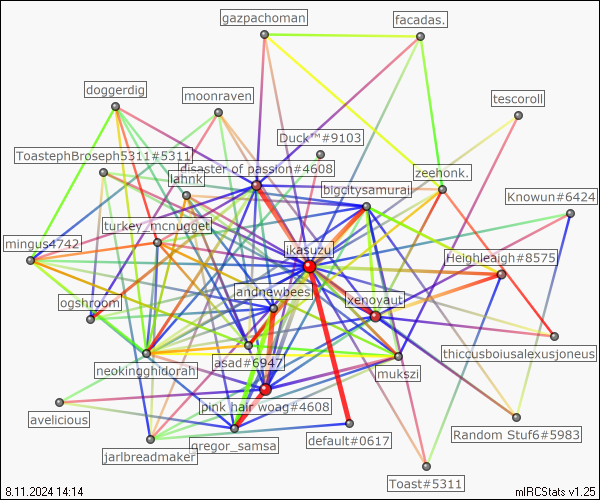 gazpachoman
facadas.
doggerdig
moonraven
tescoroll
Duck™#9103
ToastephBroseph5311#5311
disaster of passion#4608
zeehonk.
lahnk
bigcitysamurai
Knowun#6424
turkey_mcnugget
mingus4742
ikasuzu
Heighleaigh#8575
andnewbees
ogshroom
xenoyaut
thiccusboiusalexusjoneus
neokingghidorah
asad#6947
mukszi
pink hair woag#4608
avelicious
gregor_samsa
default#0617
Random Stuf6#5983
jarlbreadmaker
Toast#5311
8.11.2024 14:14
mIRCStats v1.25